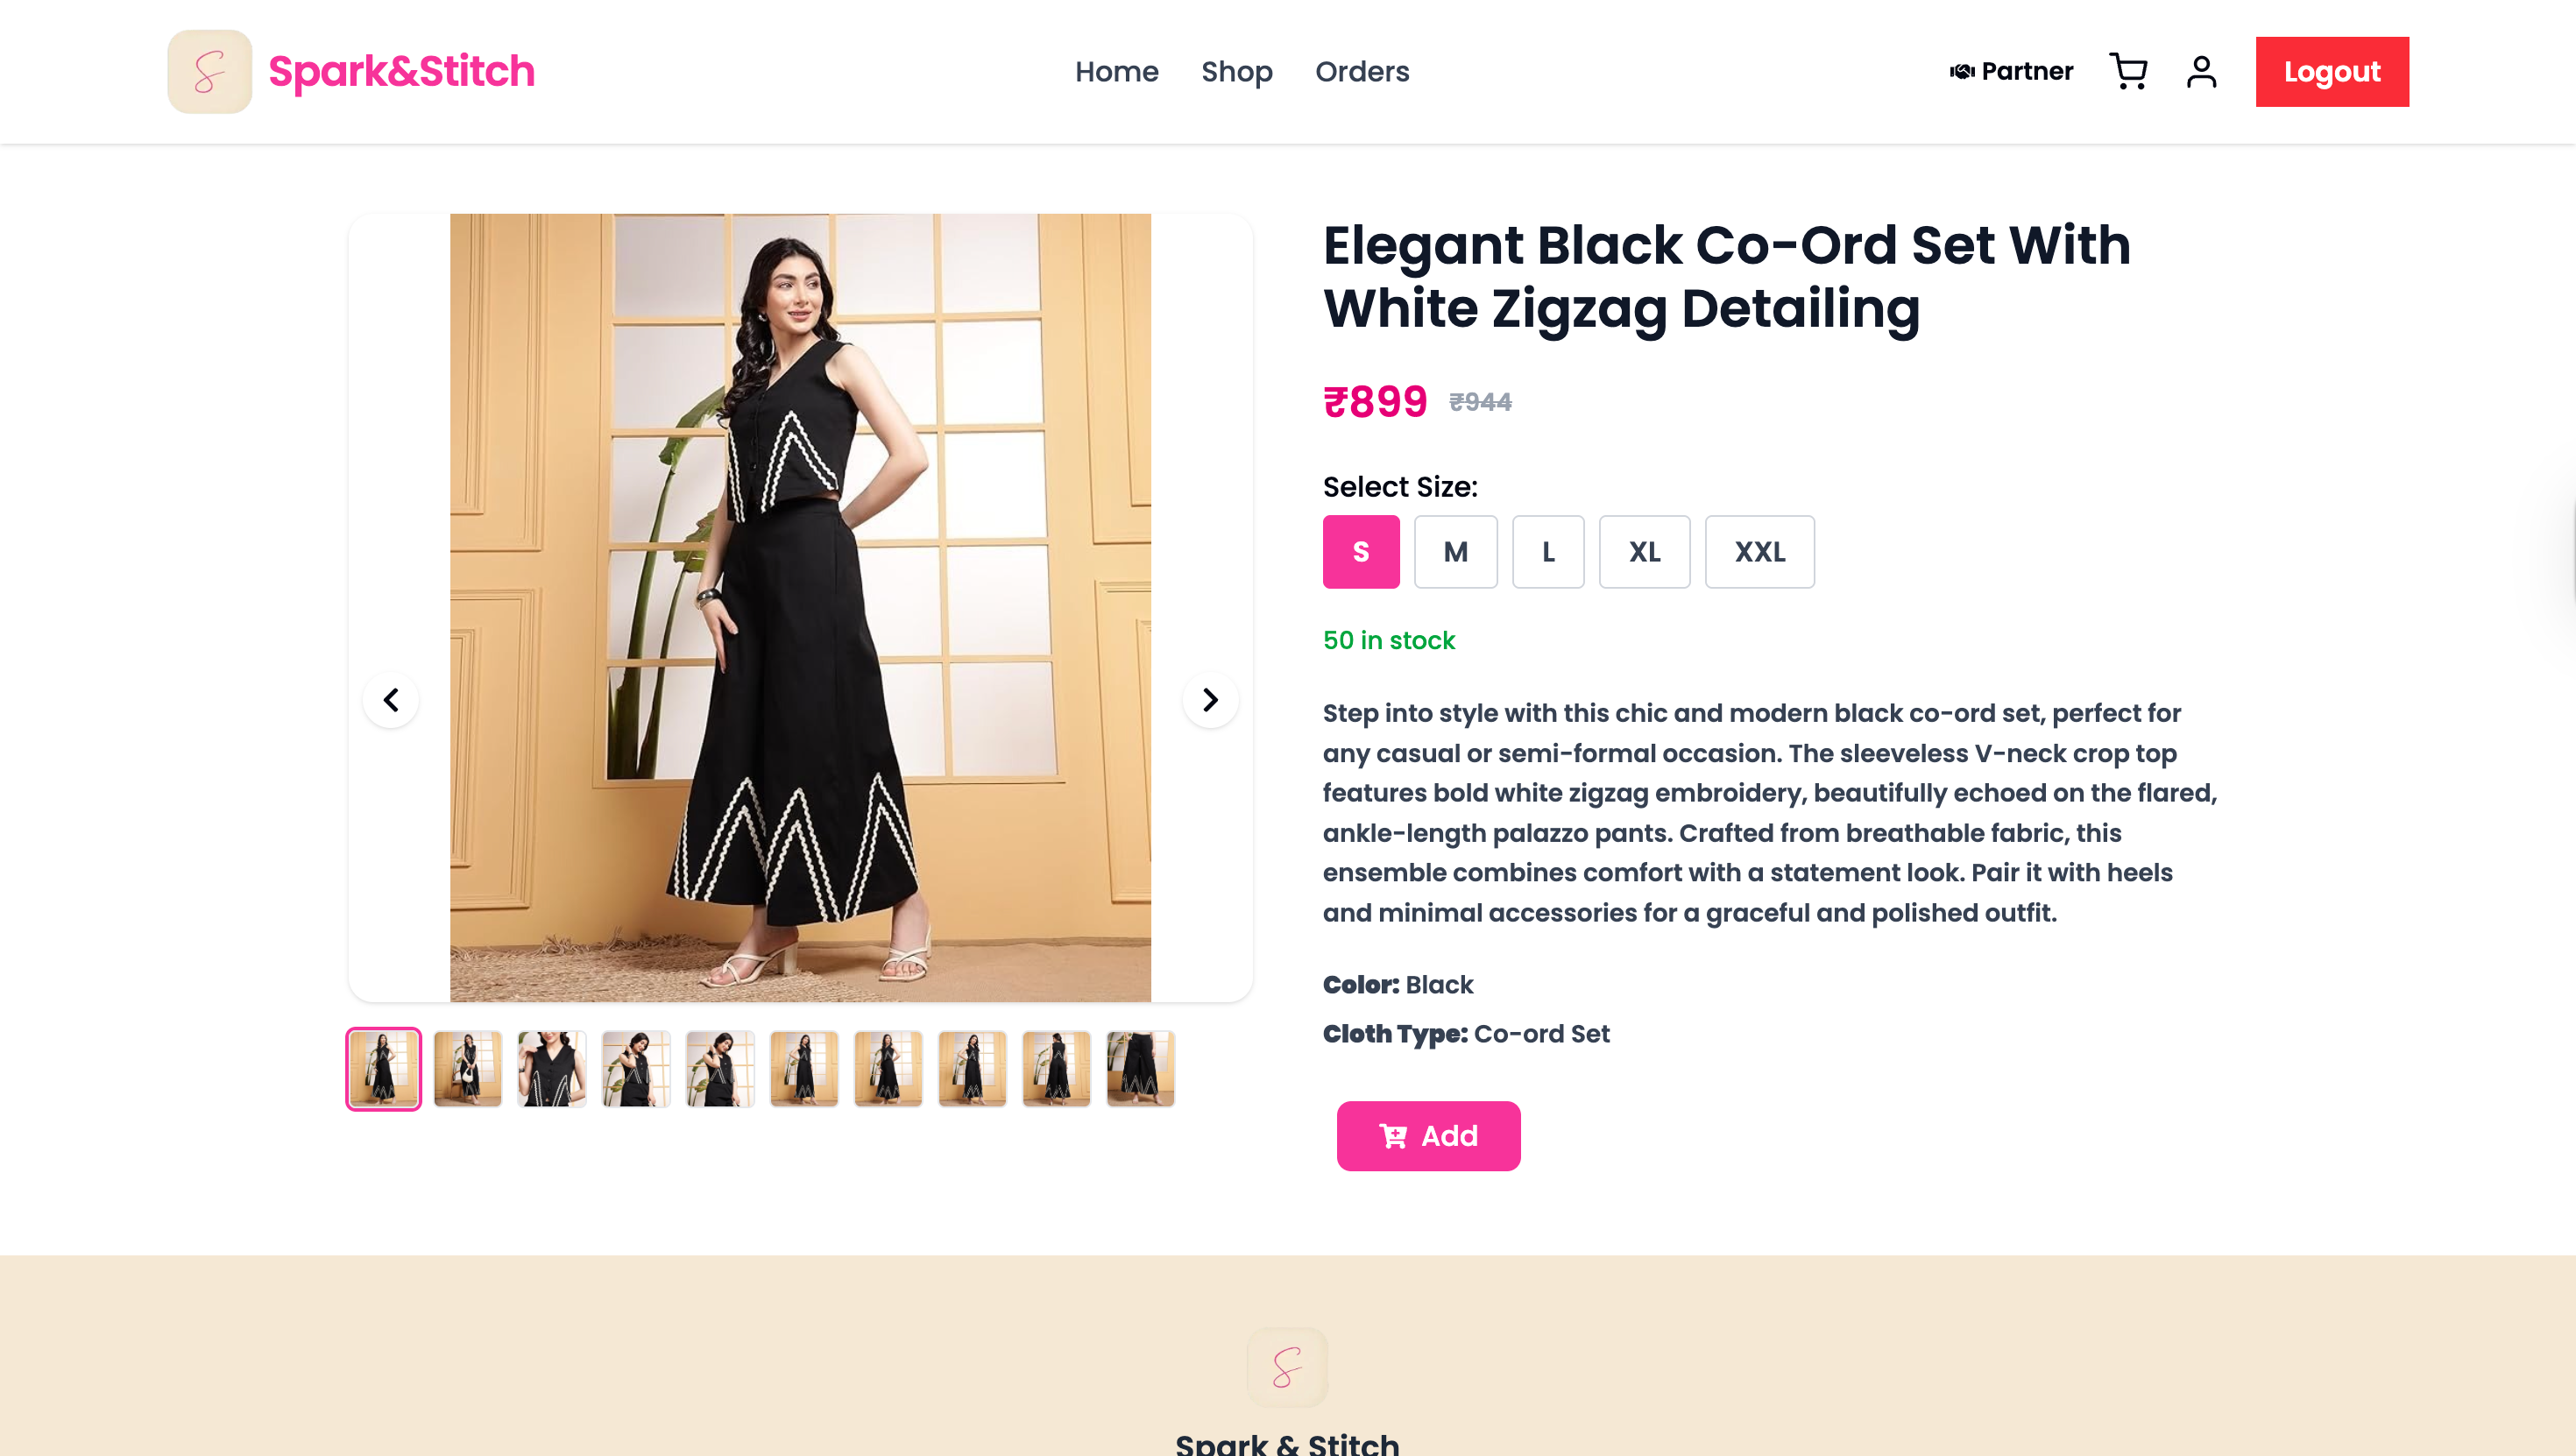 S
Spark&Stitch
Home
Shop
Orders
Partner
Logout
Elegant Black Co-Ord Set With
White Zigzag Detailing
₹899 ₹944
Select Size:
S
M
L
XL
XXL
50 in stock
Step into style with this chic and modern black co-ord set, perfect for
any casual or semi-formal occasion. The sleeveless V-neck crop top
features bold white zigzag embroidery, beautifully echoed on the flared,
ankle-length palazzo pants. Crafted from breathable fabric, this
ensemble combines comfort with a statement look. Pair it with heels
and minimal accessories for a graceful and polished outfit.
Color: Black
Cloth Type: Co-ord Set
Add
S
Spark & Stitch